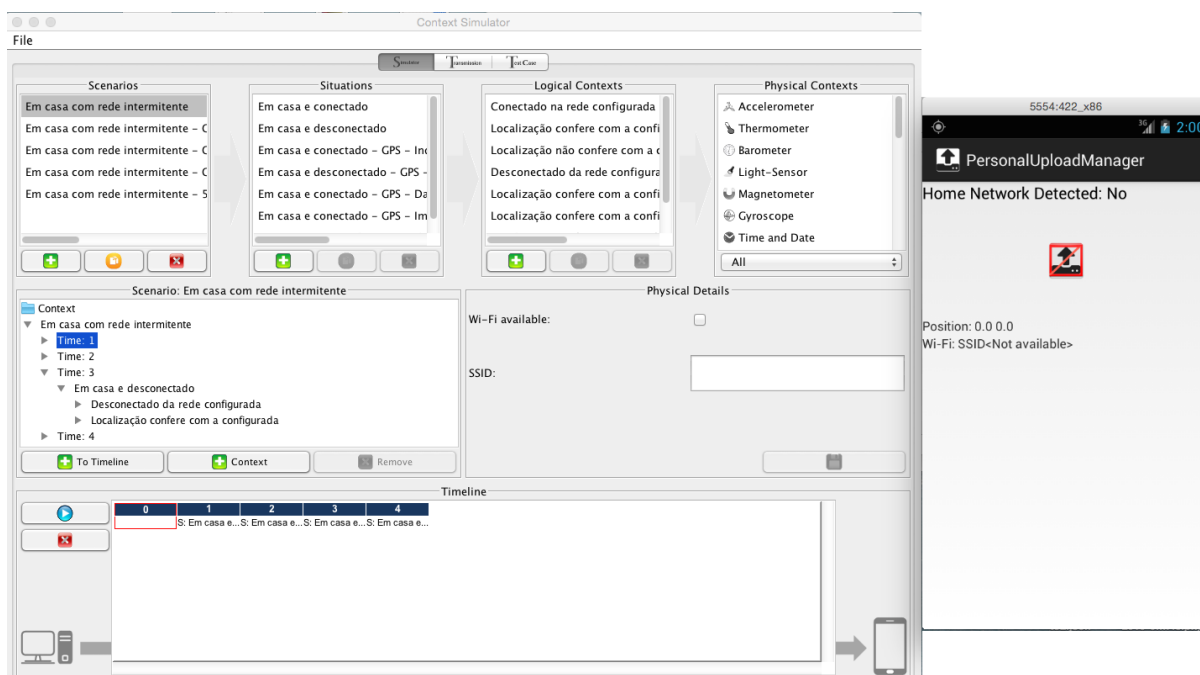 Context Simulator
File
Simulator Transmission Test Case
Scenarios
Em casa com rede intermitente
Em casa com rede intermitente – C
Em casa com rede intermitente – C
Em casa com rede intermitente – C
Em casa com rede intermitente – S
Situations
Em casa e conectado
Em casa e desconectado
Em casa e conectado – GPS – Inc
Em casa e desconectado – GPS –
Em casa e conectado – GPS – Da
Em casa e conectado – GPS – Im
Logical Contexts
Conectado na rede configurada
Localização confere com a confi
Localização não confere com a c
Desconectado da rede configura
Localização confere com a confi
Localização confere com a confi
Physical Contexts
Accelerometer
Thermometer
Barometer
Light-Sensor
Magnetometer
Gyroscope
Time and Date
All
Scenario: Em casa com rede intermitente
Context
Em casa com rede intermitente
Time: 1
Time: 2
Time: 3
Em casa e desconectado
Desconectado da rede configurada
Localização confere com a configurada
Time: 4
To Timeline
Context
Remove
Physical Details
Wi-Fi available:
SSID:
Timeline
0 1 2 3 4
S: Em casa e... S: Em casa e... S: Em casa e... S: Em casa e...
5554:422_x86
3G 2:00
PersonalUploadManager
Home Network Detected: No
Position: 0.0 0.0
Wi-Fi: SSID<Not available>